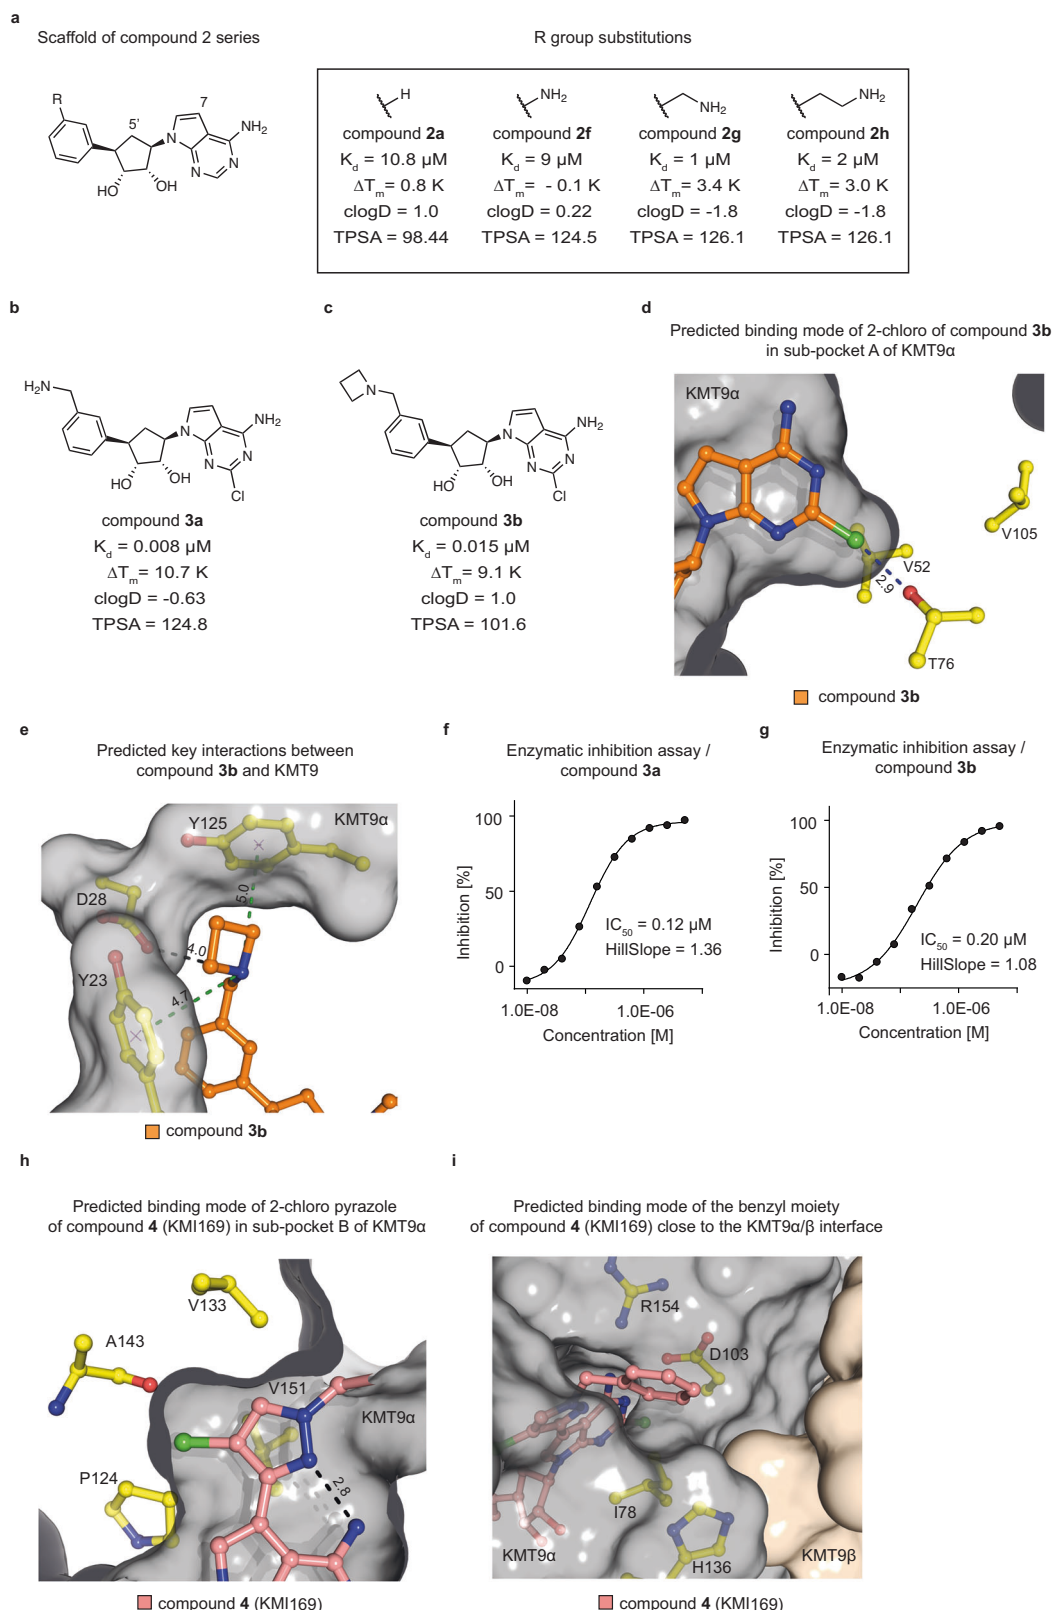 a
Scaffold of compound 2 series
R group substitutions
R
5'
7
NH2
N
N
N
HO
OH
H
compound 2a
Kd = 10.8 µM
ΔTm = 0.8 K
clogD = 1.0
TPSA = 98.44
NH2
compound 2f
Kd = 9 µM
ΔTm = - 0.1 K
clogD = 0.22
TPSA = 124.5
NH2
compound 2g
Kd = 1 µM
ΔTm = 3.4 K
clogD = -1.8
TPSA = 126.1
NH2
compound 2h
Kd = 2 µM
ΔTm = 3.0 K
clogD = -1.8
TPSA = 126.1
b
H2N
N
NH2
N
N
HO
OH
Cl
compound 3a
Kd = 0.008 µM
ΔTm = 10.7 K
clogD = -0.63
TPSA = 124.8
c
N
N
NH2
N
N
HO
OH
Cl
compound 3b
Kd = 0.015 µM
ΔTm = 9.1 K
clogD = 1.0
TPSA = 101.6
d
Predicted binding mode of 2-chloro of compound 3b
in sub-pocket A of KMT9α
KMT9α
V105
V52
2.9
T76
compound 3b
e
Predicted key interactions between
compound 3b and KMT9
Y125
KMT9α
D28
5.0
4.0
Y23
4.7
compound 3b
f
Enzymatic inhibition assay /
compound 3a
Inhibition [%]
100
50
0
IC50 = 0.12 µM
HillSlope = 1.36
1.0E-08
1.0E-06
Concentration [M]
g
Enzymatic inhibition assay /
compound 3b
Inhibition [%]
100
50
0
IC50 = 0.20 µM
HillSlope = 1.08
1.0E-08
1.0E-06
Concentration [M]
h
Predicted binding mode of 2-chloro pyrazole
of compound 4 (KMI169) in sub-pocket B of KMT9α
V133
A143
V151
KMT9α
P124
2.8
compound 4 (KMI169)
i
Predicted binding mode of the benzyl moiety
of compound 4 (KMI169) close to the KMT9α/β interface
R154
D103
I78
KMT9α
H136
KMT9β
compound 4 (KMI169)